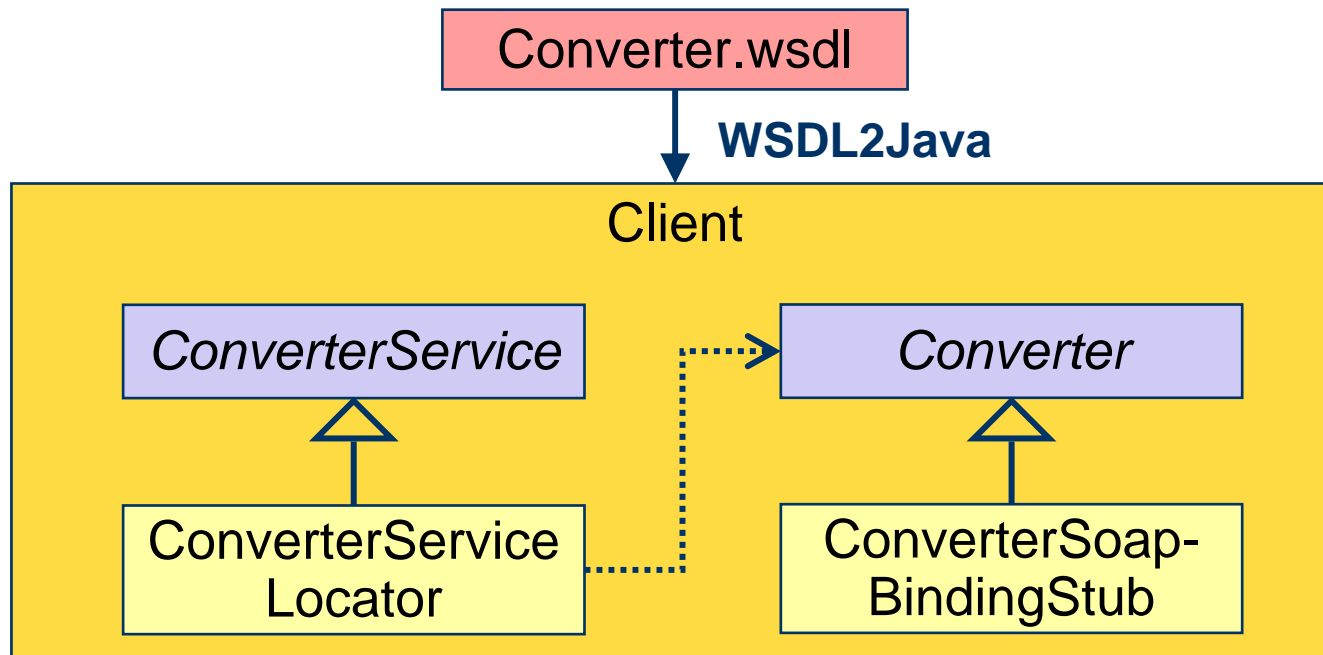 Converter.wsdl
WSDL2Java
Client
ConverterService
Converter
ConverterService
Locator
ConverterSoap-
BindingStub